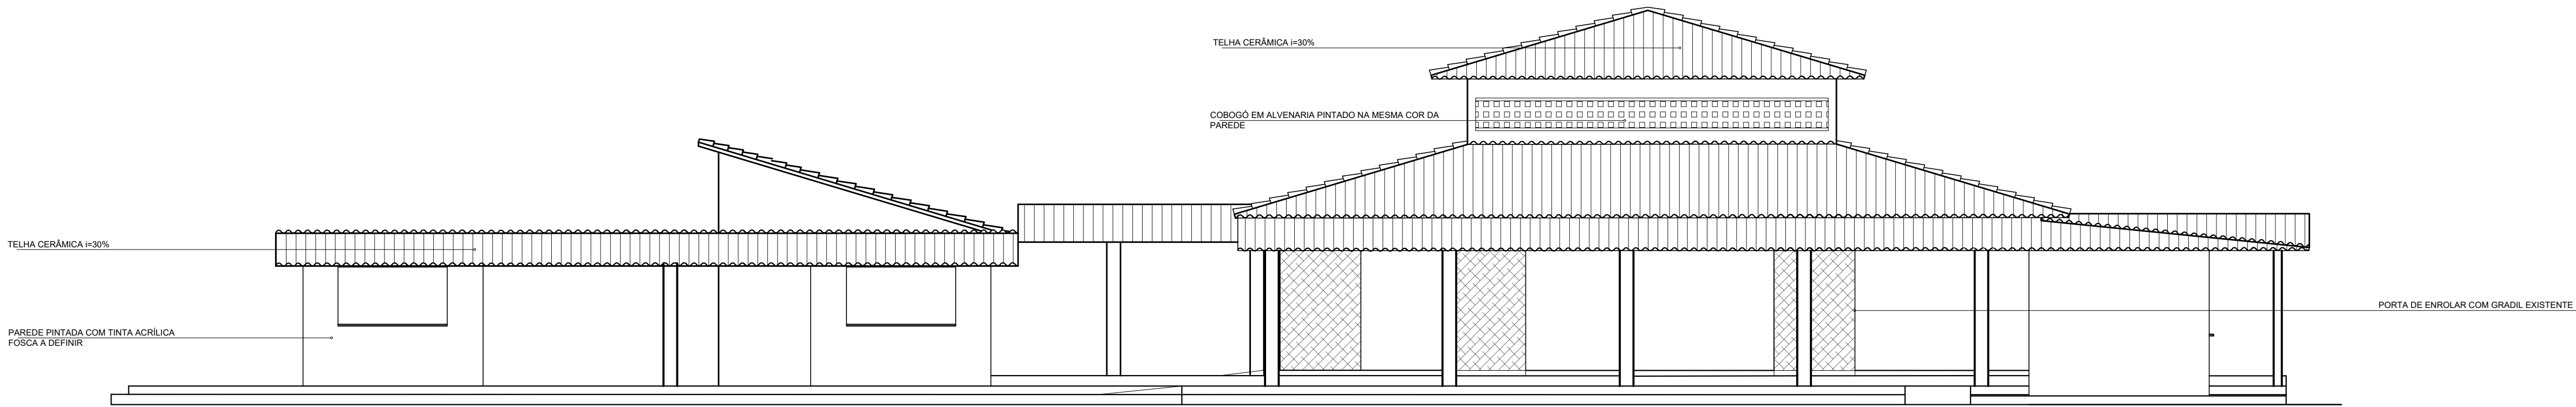 TELHA CERÂMICA i=30%
COBOGÓ EM ALVENARIA PINTADO NA MESMA COR DA
PAREDE
TELHA CERÂMICA i=30%
PORTA DE ENROLAR COM GRADIL EXISTENTE
PAREDE PINTADA COM TINTA ACRÍLICA
FOSCA A DEFINIR